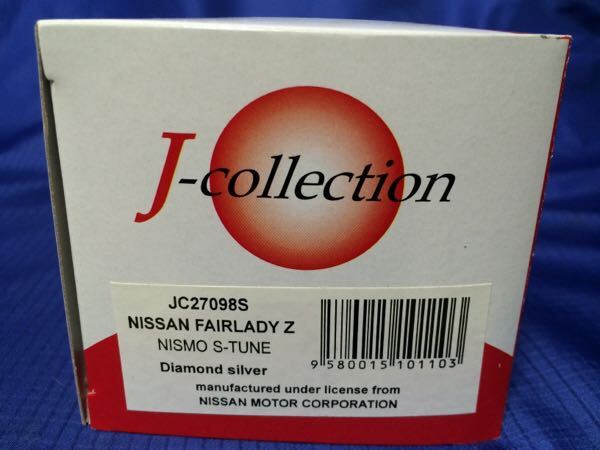 J-collection
JC27098S
NISSAN FAIRLADY Z
NISMO S-TUNE
Diamond silver
9 580015 101103
manufactured under license from
NISSAN MOTOR CORPORATION